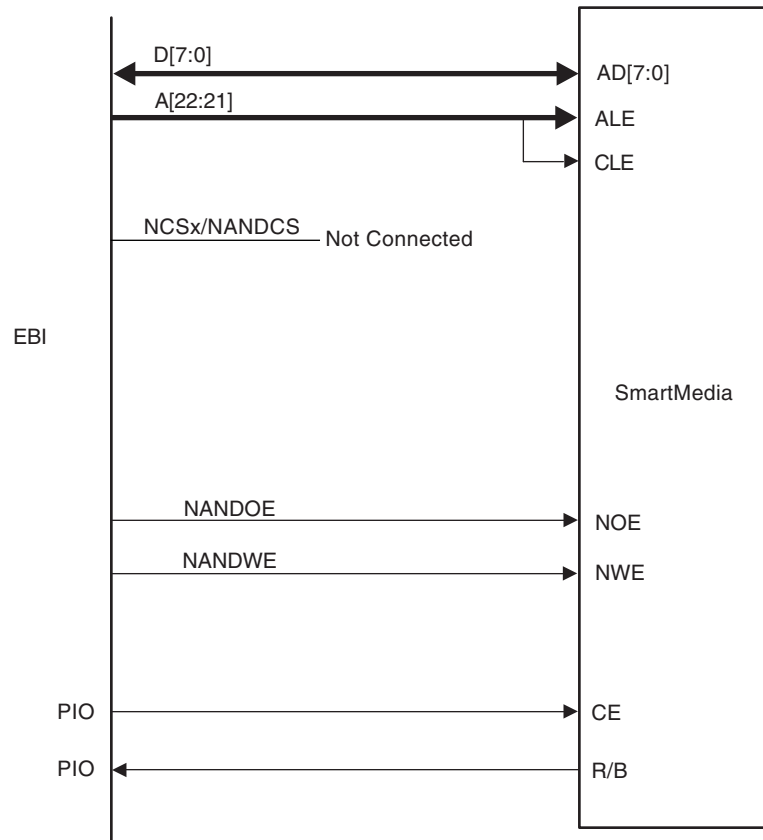 D[7:0]
AD[7:0]
A[22:21]
ALE
CLE
NCSx/NANDCS
Not Connected
EBI
SmartMedia
NANDOE
NOE
NANDWE
NWE
PIO
CE
PIO
R/B